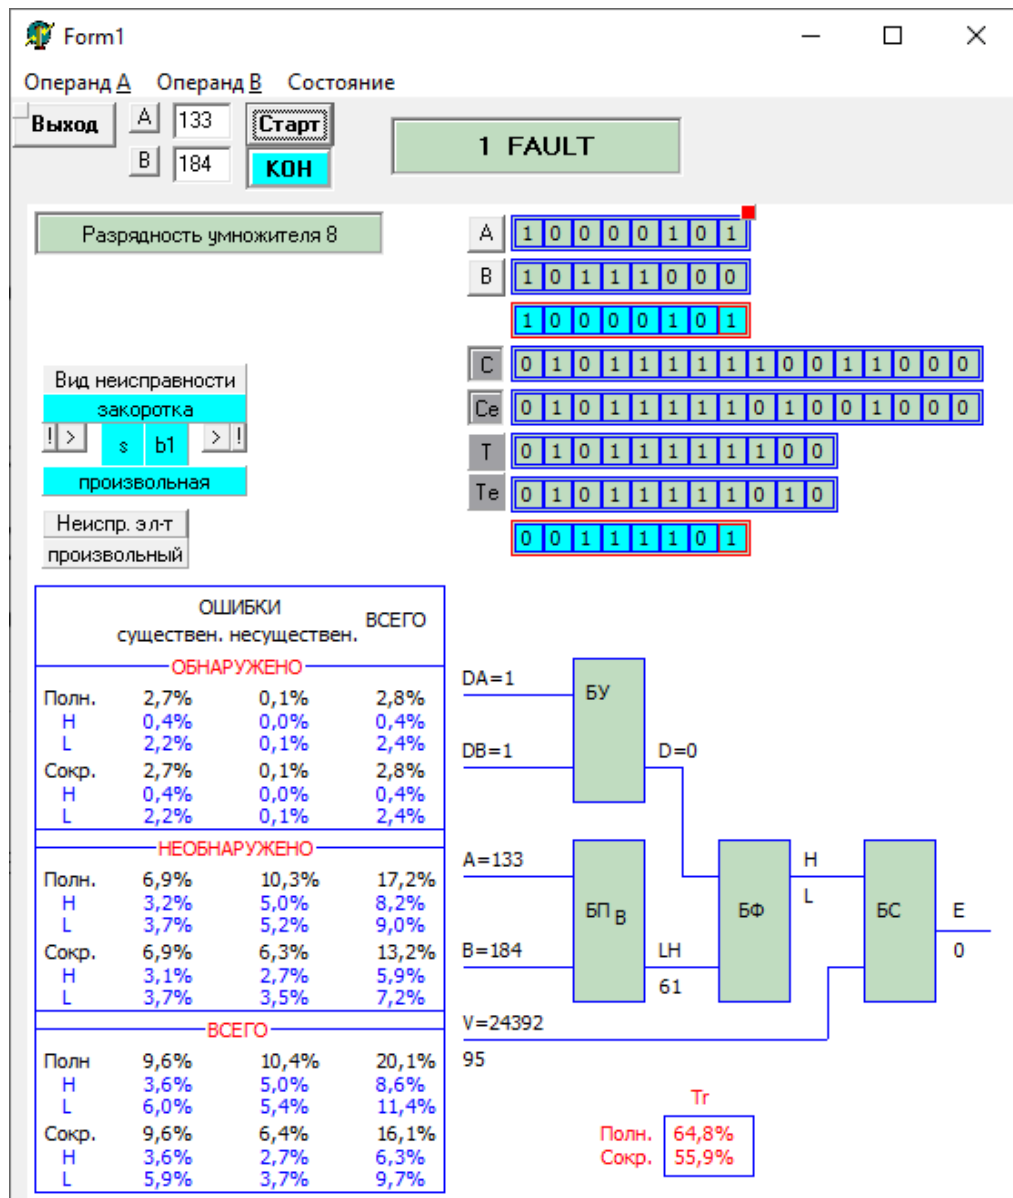 Form1
Операнд A Операнд B Состояние
Выход A 133 Старт
B 184 КОН
1 FAULT
Разрядность умножителя 8
A 1 0 0 0 0 1 0 1
B 1 0 1 1 1 0 0 0
1 0 0 0 0 1 0 1
C 0 1 0 1 1 1 1 1 1 0 0 1 1 0 0 0
Ce 0 1 0 1 1 1 1 1 0 1 0 0 1 0 0 0
T 0 1 0 1 1 1 1 1 1 0 0
Te 0 1 0 1 1 1 1 1 0 1 0
0 0 1 1 1 1 0 1
Вид неисправности
закоротка
! > s b1 > !
произвольная
Неиспр. эл-т
произвольный
ОШИБКИ ВСЕГО
существен. несуществен.
ОБНАРУЖЕНО
Полн. 2,7% 0,1% 2,8%
H 0,4% 0,0% 0,4%
L 2,2% 0,1% 2,4%
Сокр. 2,7% 0,1% 2,8%
H 0,4% 0,0% 0,4%
L 2,2% 0,1% 2,4%
НЕОБНАРУЖЕНО
Полн. 6,9% 10,3% 17,2%
H 3,2% 5,0% 8,2%
L 3,7% 5,2% 9,0%
Сокр. 6,9% 6,3% 13,2%
H 3,1% 2,7% 5,9%
L 3,7% 3,5% 7,2%
ВСЕГО
Полн 9,6% 10,4% 20,1%
H 3,6% 5,0% 8,6%
L 6,0% 5,4% 11,4%
Сокр. 9,6% 6,4% 16,1%
H 3,6% 2,7% 6,3%
L 5,9% 3,7% 9,7%
DA=1 БУ
DB=1 D=0
A=133 H
БП B БФ L БС E
B=184 LH 0
61
V=24392
95
Tr
Полн. 64,8%
Сокр. 55,9%